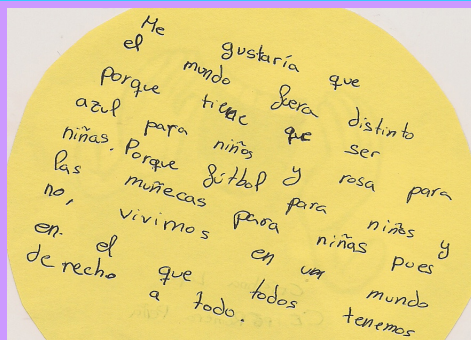 Me gustaría que
el mundo fuera distinto
Porque tiene que ser
azul para niños y rosa para
niñas. Porque fútbol para niños y
las muñecas para niñas pues
no, vivimos en un mundo
en el que todos tenemos
derecho a todo.